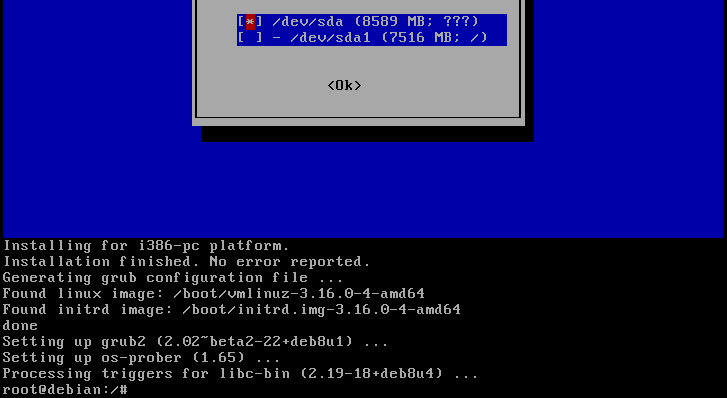 [*] /dev/sda (8589 MB; ???)
[ ] - /dev/sda1 (7516 MB; /)
<Ok>
Installing for i386-pc platform.
Installation finished. No error reported.
Generating grub configuration file ...
Found linux image: /boot/vmlinuz-3.16.0-4-amd64
Found initrd image: /boot/initrd.img-3.16.0-4-amd64
done
Setting up grub2 (2.02~beta2-22+deb8u1) ...
Setting up os-prober (1.65) ...
Processing triggers for libc-bin (2.19-18+deb8u4) ...
root@debian:/#